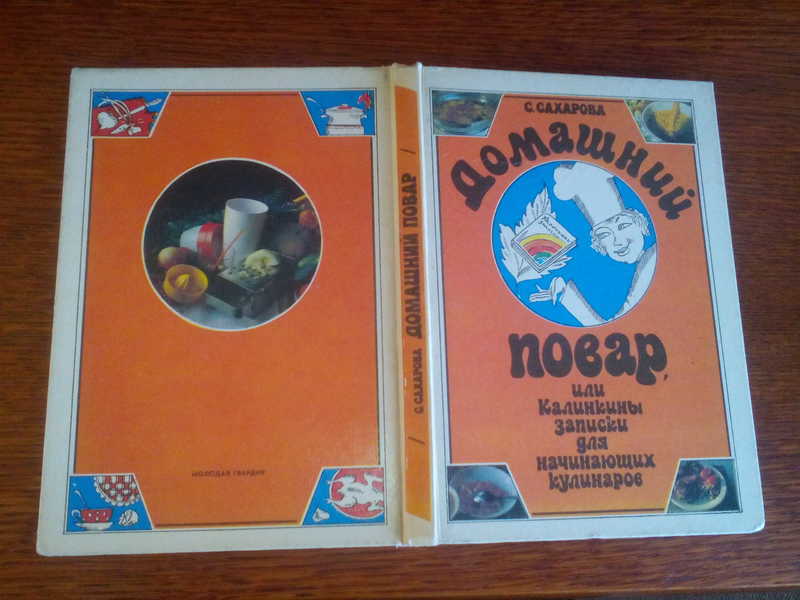 С. САХАРОВА
Домашний
повар,
или
Калинкины
записки
для
начинающих
кулинаров
С. САХАРОВА ДОМАШНИЙ ПОВАР
МОЛОДАЯ ГВАРДИЯ